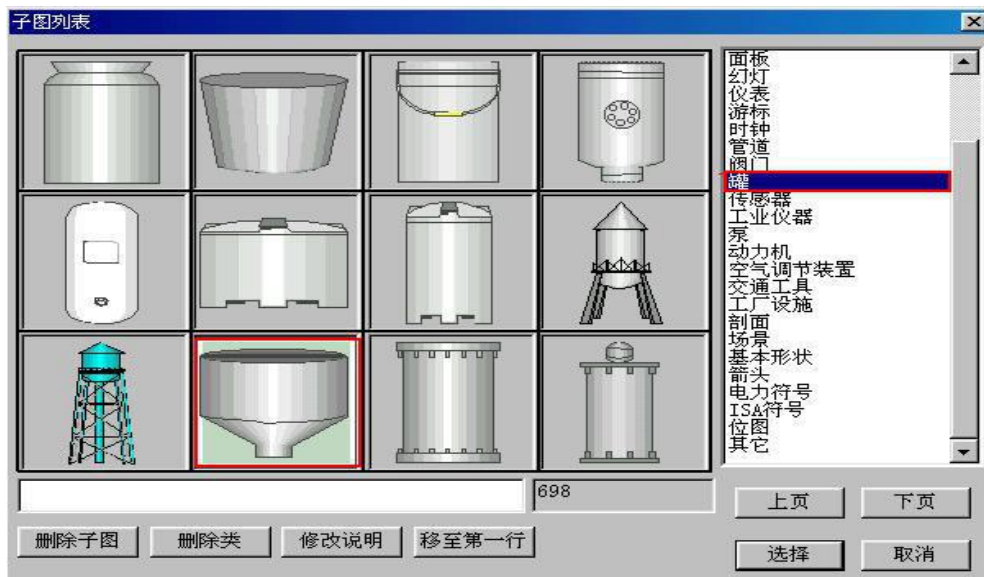 子图列表
面板
幻灯
仪表
游标
时钟
管道
阀门
罐
传感器
工业仪器
泵
动力机
空气调节装置
交通工具
工厂设施
剖面
场景
基本形状
箭头
电力符号
ISA符号
位图
其它
698
上页
下页
删除子图
删除类
修改说明
移至第一行
选择
取消